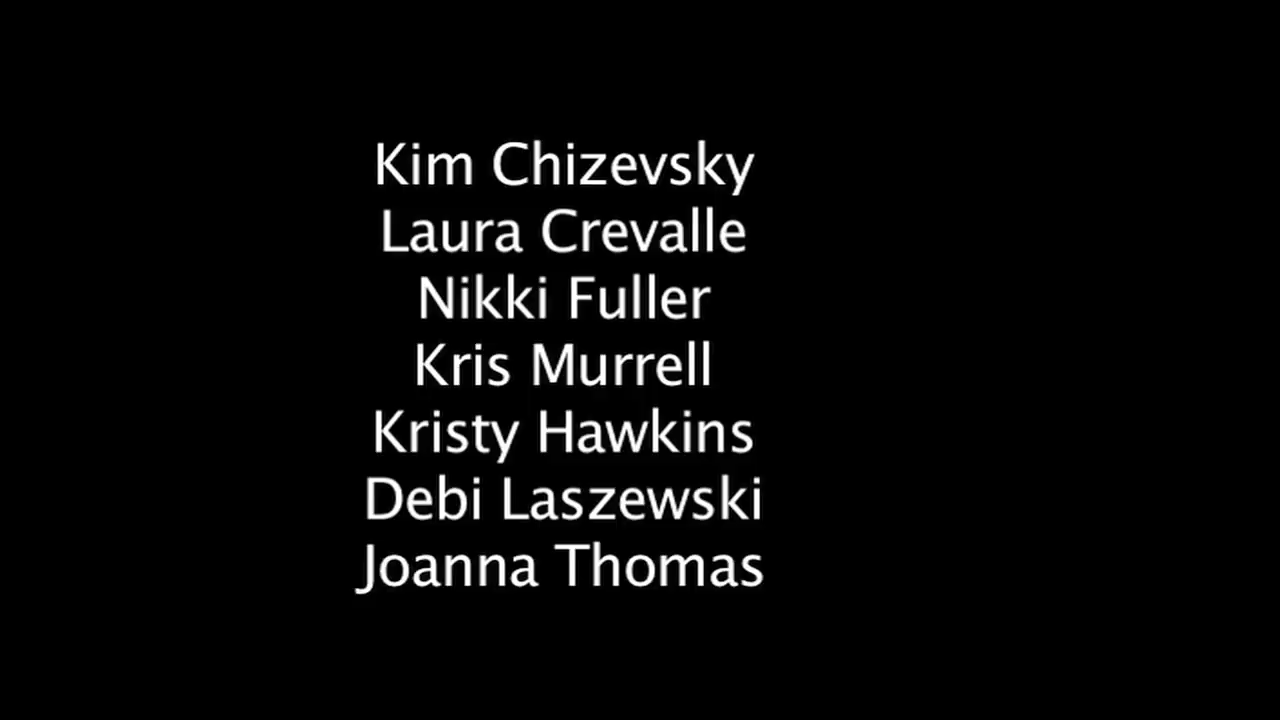 Kim Chizevsky
Laura Crevalle
Nikki Fuller
Kris Murrell
Kristy Hawkins
Debi Laszewski
Joanna Thomas